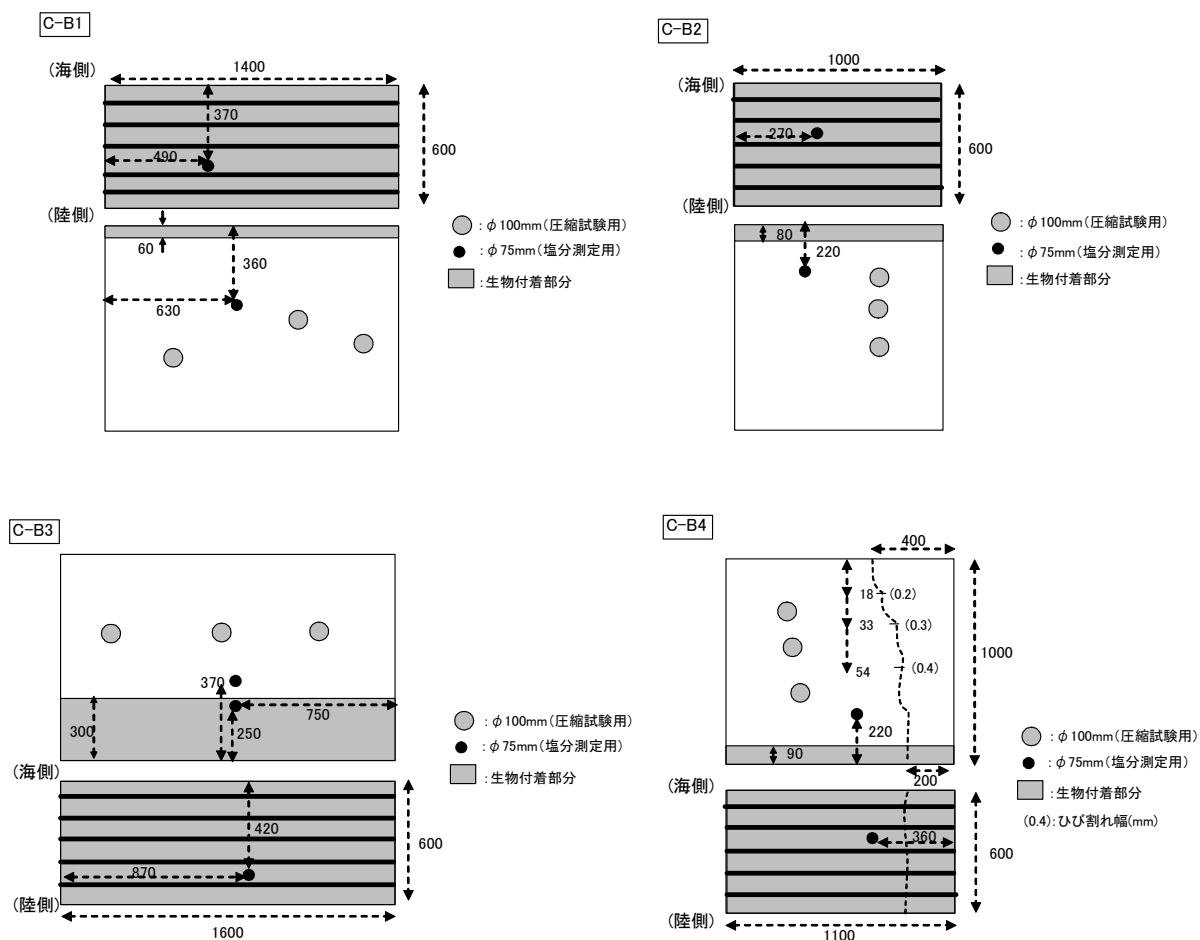 C-B1
(海側)
1400
370
490
600
(陸側)
60
360
630
○:φ100mm(圧縮試験用)
●:φ75mm(塩分測定用)
:生物付着部分
C-B2
(海側)
1000
270
600
(陸側)
80
220
:φ100mm(圧縮試験用)
:φ75mm(塩分測定用)
:生物付着部分
C-B3
370
300
250
750
(海側)
420
870
600
(陸側)
1600
:φ100mm(圧縮試験用)
:φ75mm(塩分測定用)
:生物付着部分
C-B4
400
18 (0.2)
33 (0.3)
54 (0.4)
1000
220
90
200
(海側)
360
600
(陸側)
1100
:φ100mm(圧縮試験用)
:φ75mm(塩分測定用)
:生物付着部分
(0.4):ひび割れ幅(mm)